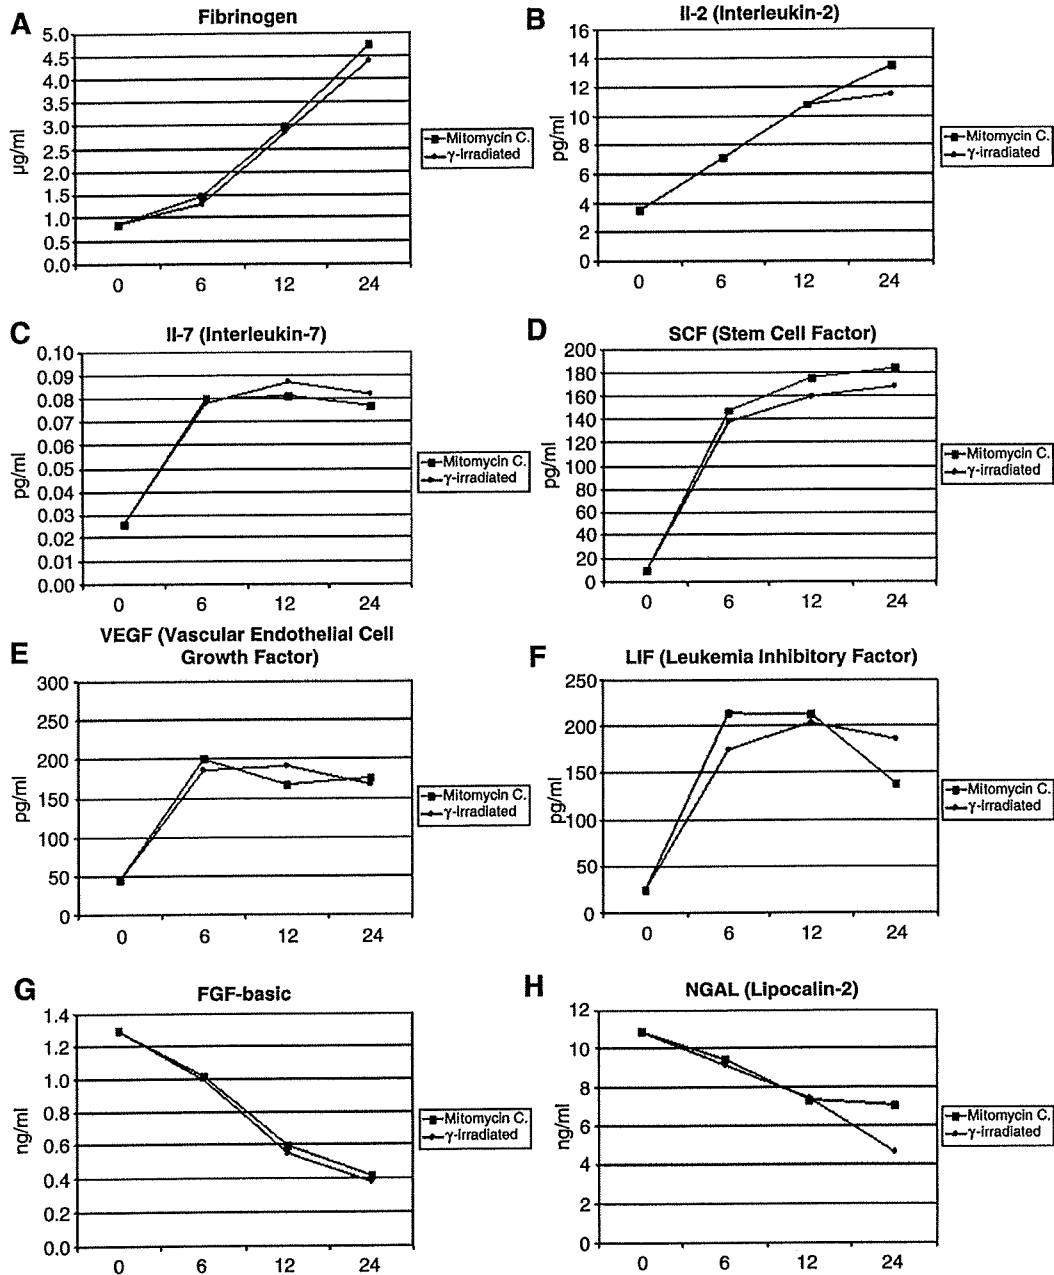 A
Fibrinogen
5.0
4.5
4.0
3.5
3.0
2.5
2.0
1.5
1.0
0.5
0.0
µg/ml
0 6 12 24
Mitomycin C.
γ-irradiated
B
Il-2 (Interleukin-2)
16
14
12
10
8
6
4
2
0
pg/ml
0 6 12 24
Mitomycin C.
γ-irradiated
C
Il-7 (Interleukin-7)
0.10
0.09
0.08
0.07
0.06
0.05
0.04
0.03
0.02
0.01
0.00
pg/ml
0 6 12 24
Mitomycin C.
γ-irradiated
D
SCF (Stem Cell Factor)
200
180
160
140
120
100
80
60
40
20
0
pg/ml
0 6 12 24
Mitomycin C.
γ-irradiated
E
VEGF (Vascular Endothelial Cell
Growth Factor)
300
250
200
150
100
50
0
pg/ml
0 6 12 24
Mitomycin C.
γ-irradiated
F
LIF (Leukemia Inhibitory Factor)
250
200
150
100
50
0
pg/ml
0 6 12 24
Mitomycin C.
γ-irradiated
G
FGF-basic
1.4
1.2
1.0
0.8
0.6
0.4
0.2
0.0
ng/ml
0 6 12 24
Mitomycin C.
γ-irradiated
H
NGAL (Lipocalin-2)
12
10
8
6
4
2
0
ng/ml
0 6 12 24
Mitomycin C.
γ-irradiated